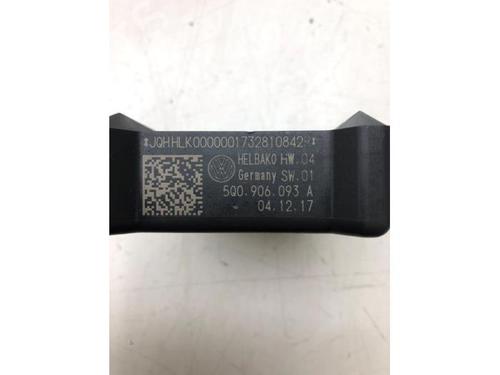 *JQHHLK0000001732810842*
HELBAKO HW.04
Germany SW.01
5Q0.906.093 A
04.12.17